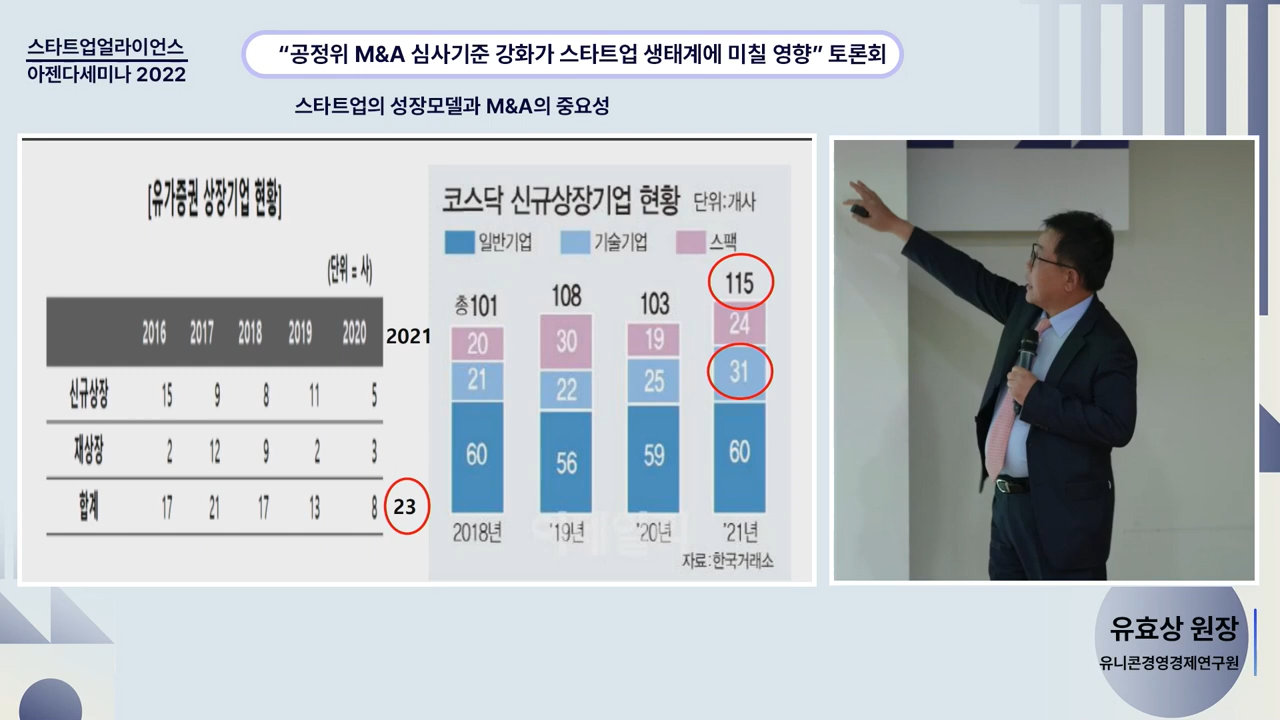 스타트업얼라이언스
아젠다세미나 2022
“공정위 M&A 심사기준 강화가 스타트업 생태계에 미칠 영향” 토론회
스타트업의 성장모델과 M&A의 중요성
[유가증권 상장기업 현황]
(단위 = 사)
2016 2017 2018 2019 2020 2021
신규상장 15 9 8 11 5
재상장 2 12 9 2 3
합계 17 21 17 13 8 23
코스닥 신규상장기업 현황 단위:개사
일반기업 기술기업 스팩
총101 108 103 115
20 30 19 24
21 22 25 31
60 56 59 60
2018년 ’19년 ’20년 ’21년
자료:한국거래소
유효상 원장
유니콘경영경제연구원